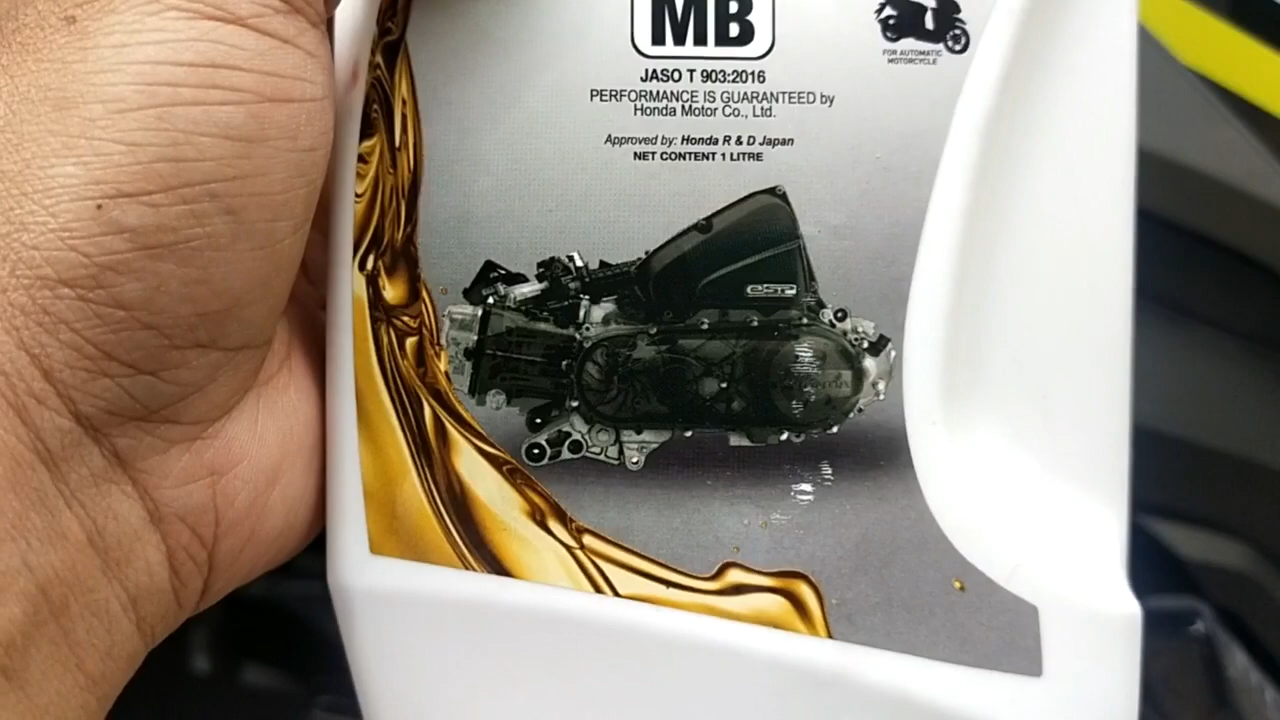 MB
FOR AUTOMATIC
MOTORCYCLE
JASO T 903:2016
PERFORMANCE IS GUARANTEED by
Honda Motor Co., Ltd.
Approved by: Honda R & D Japan
NET CONTENT 1 LITRE
eSP